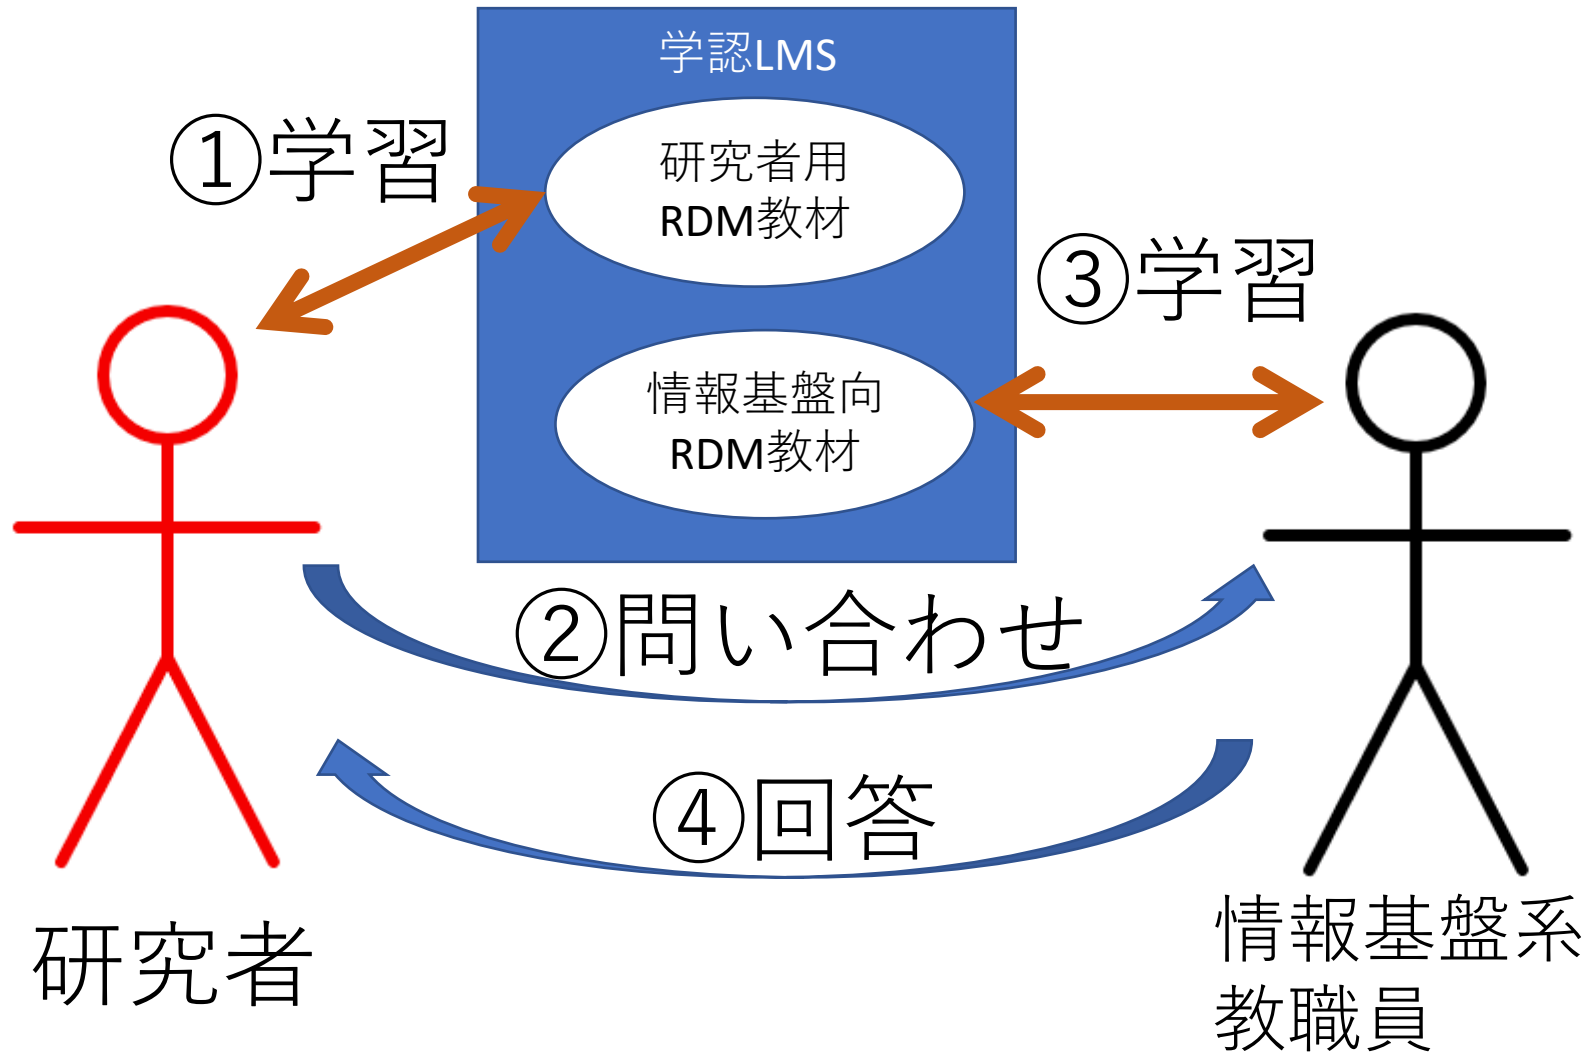 学認LMS
①学習
研究者用
RDM教材
③学習
情報基盤向
RDM教材
②問い合わせ
④回答
研究者
情報基盤系
教職員